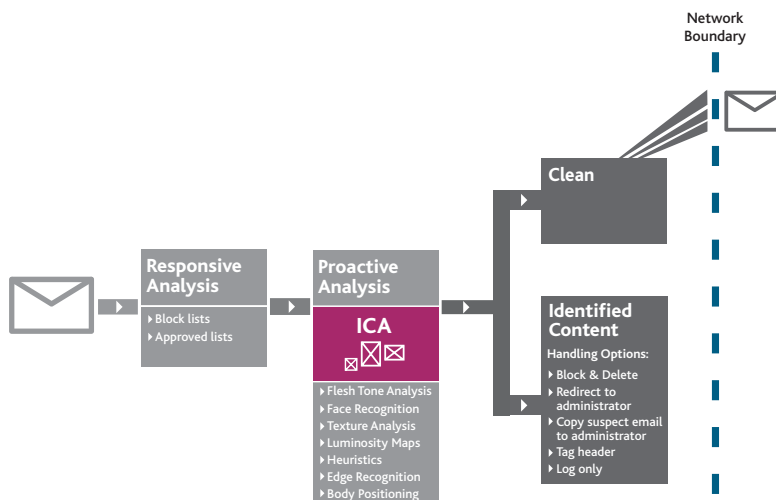 Network
Boundary
Clean
Responsive
Analysis
Block lists
Approved lists
Proactive
Analysis
ICA
Flesh Tone Analysis
Face Recognition
Texture Analysis
Luminosity Maps
Heuristics
Edge Recognition
Body Positioning
Identified
Content
Handling Options:
Block & Delete
Redirect to
administrator
Copy suspect email
to administrator
Tag header
Log only